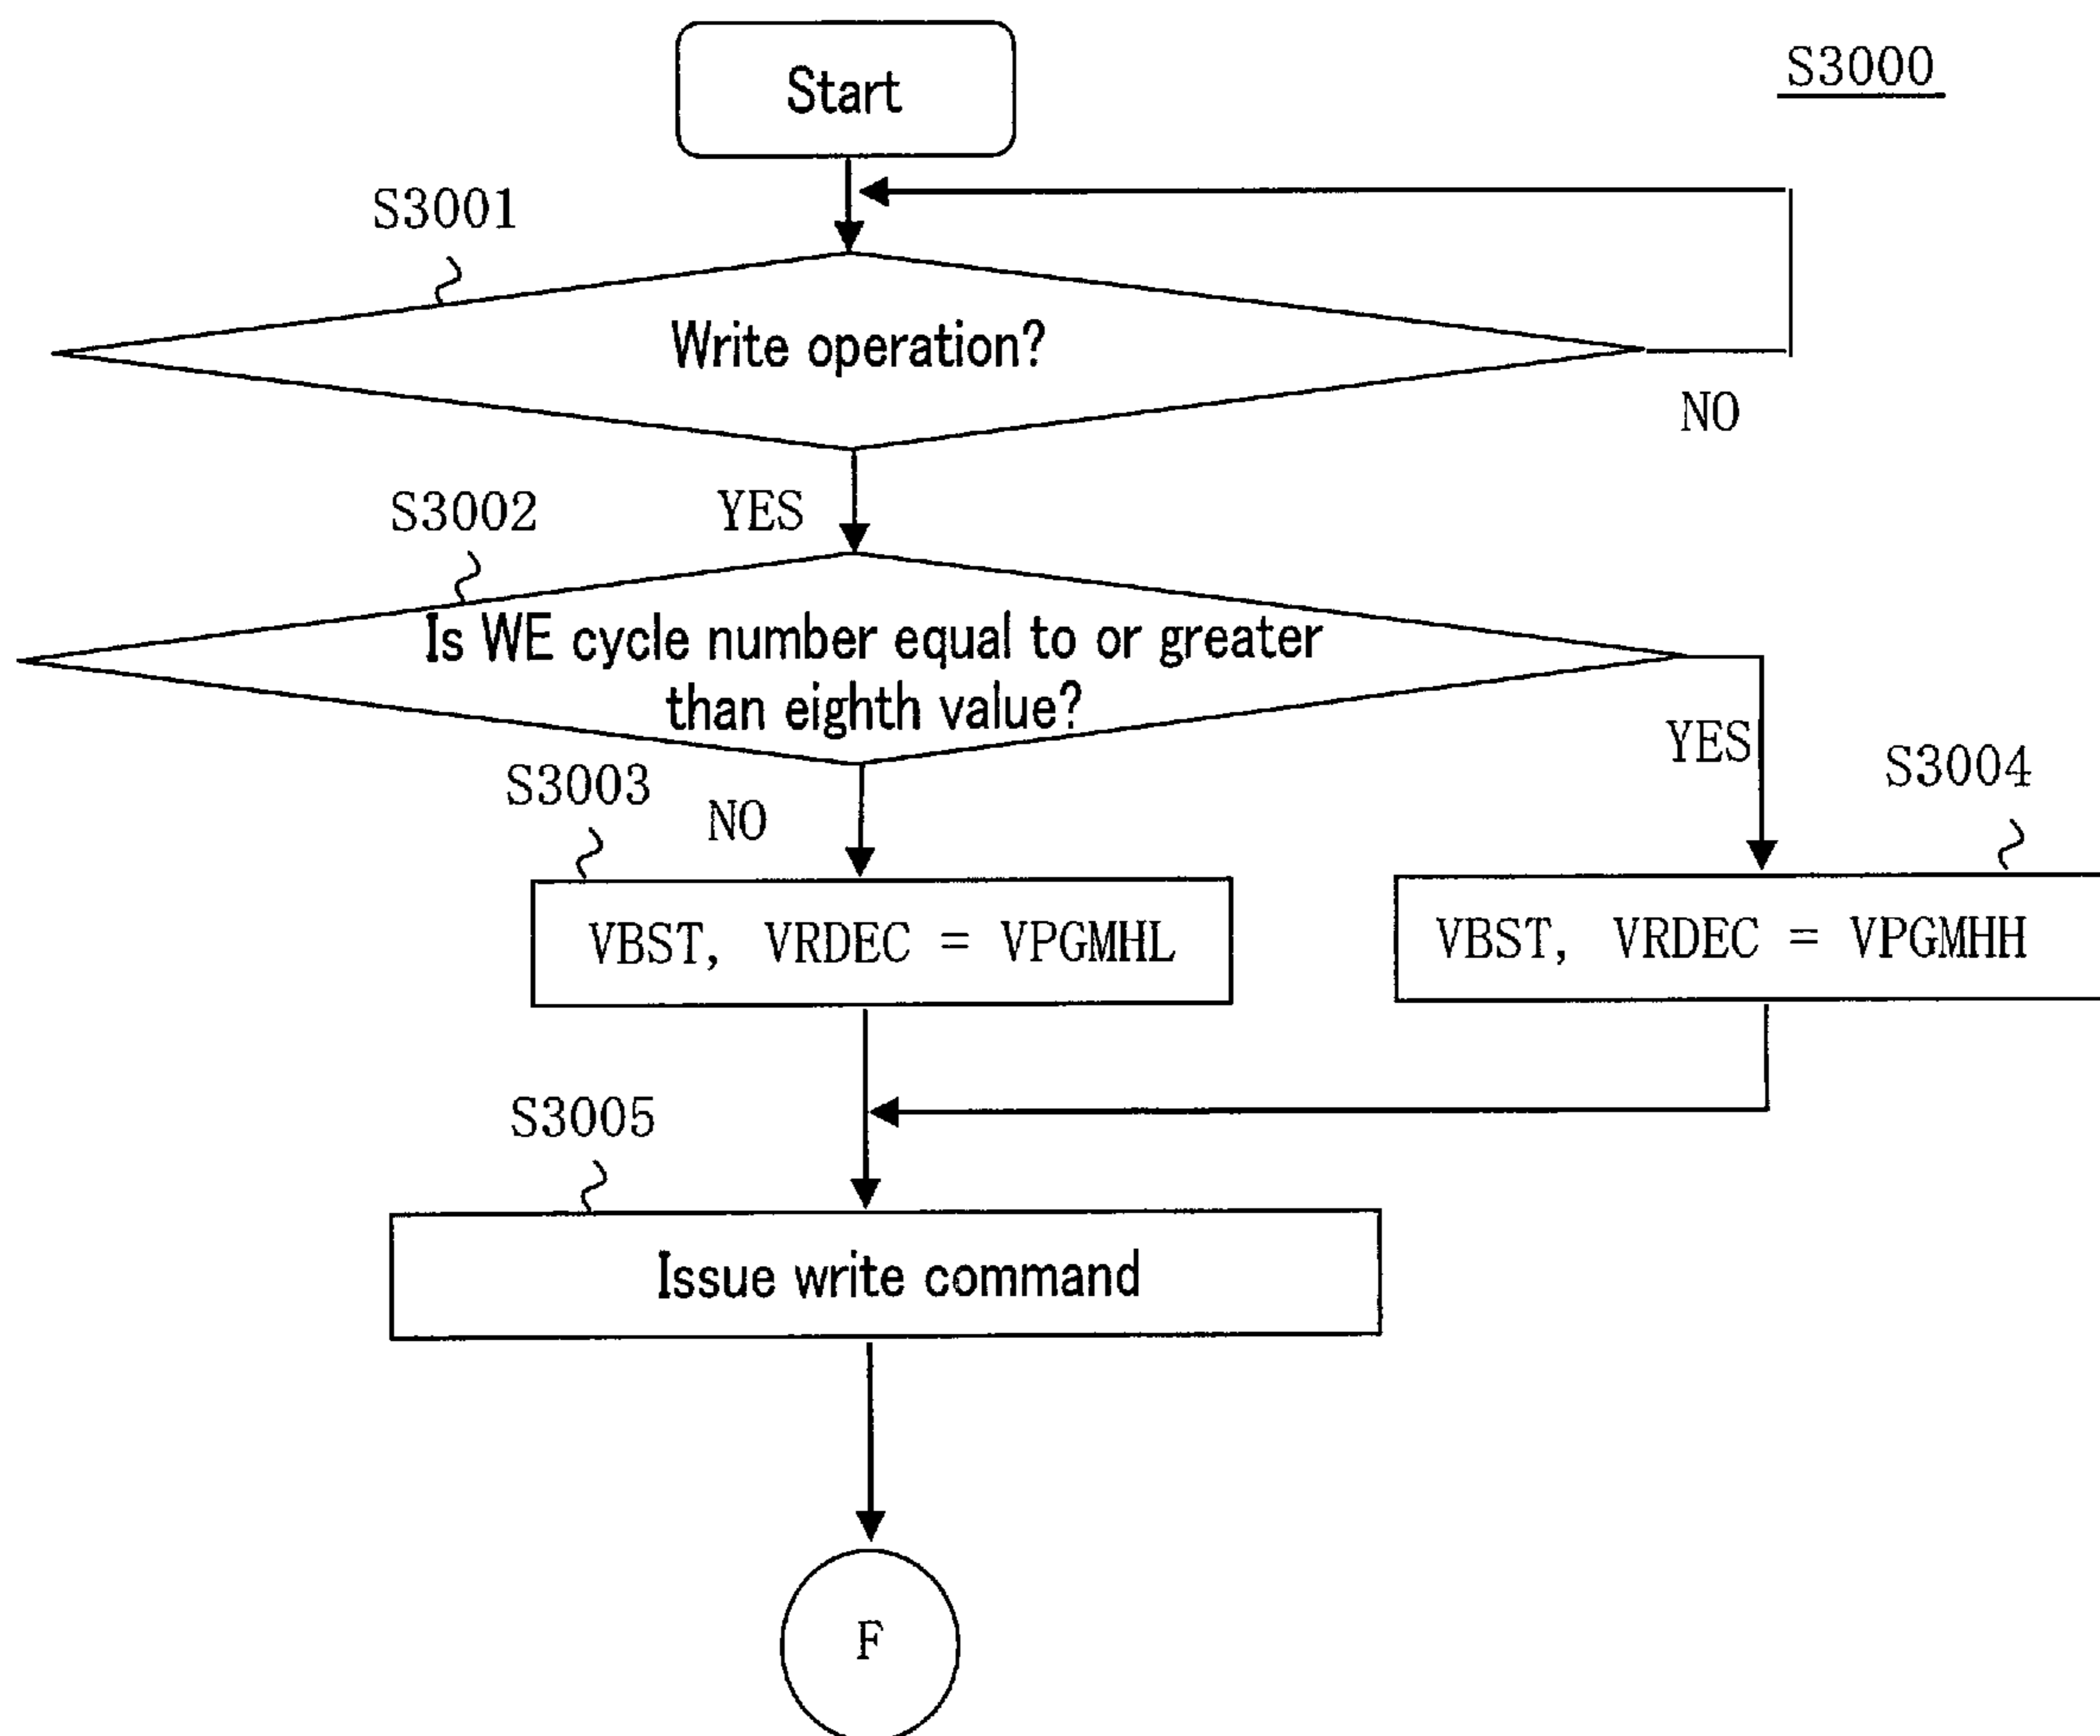 Start
S3000
S3001
Write operation?
NO
S3002
YES
Is WE cycle number equal to or greater
than eighth value?
YES
S3003
NO
S3004
VBST, VRDEC = VPGMHL
VBST, VRDEC = VPGMHH
S3005
Issue write command
F